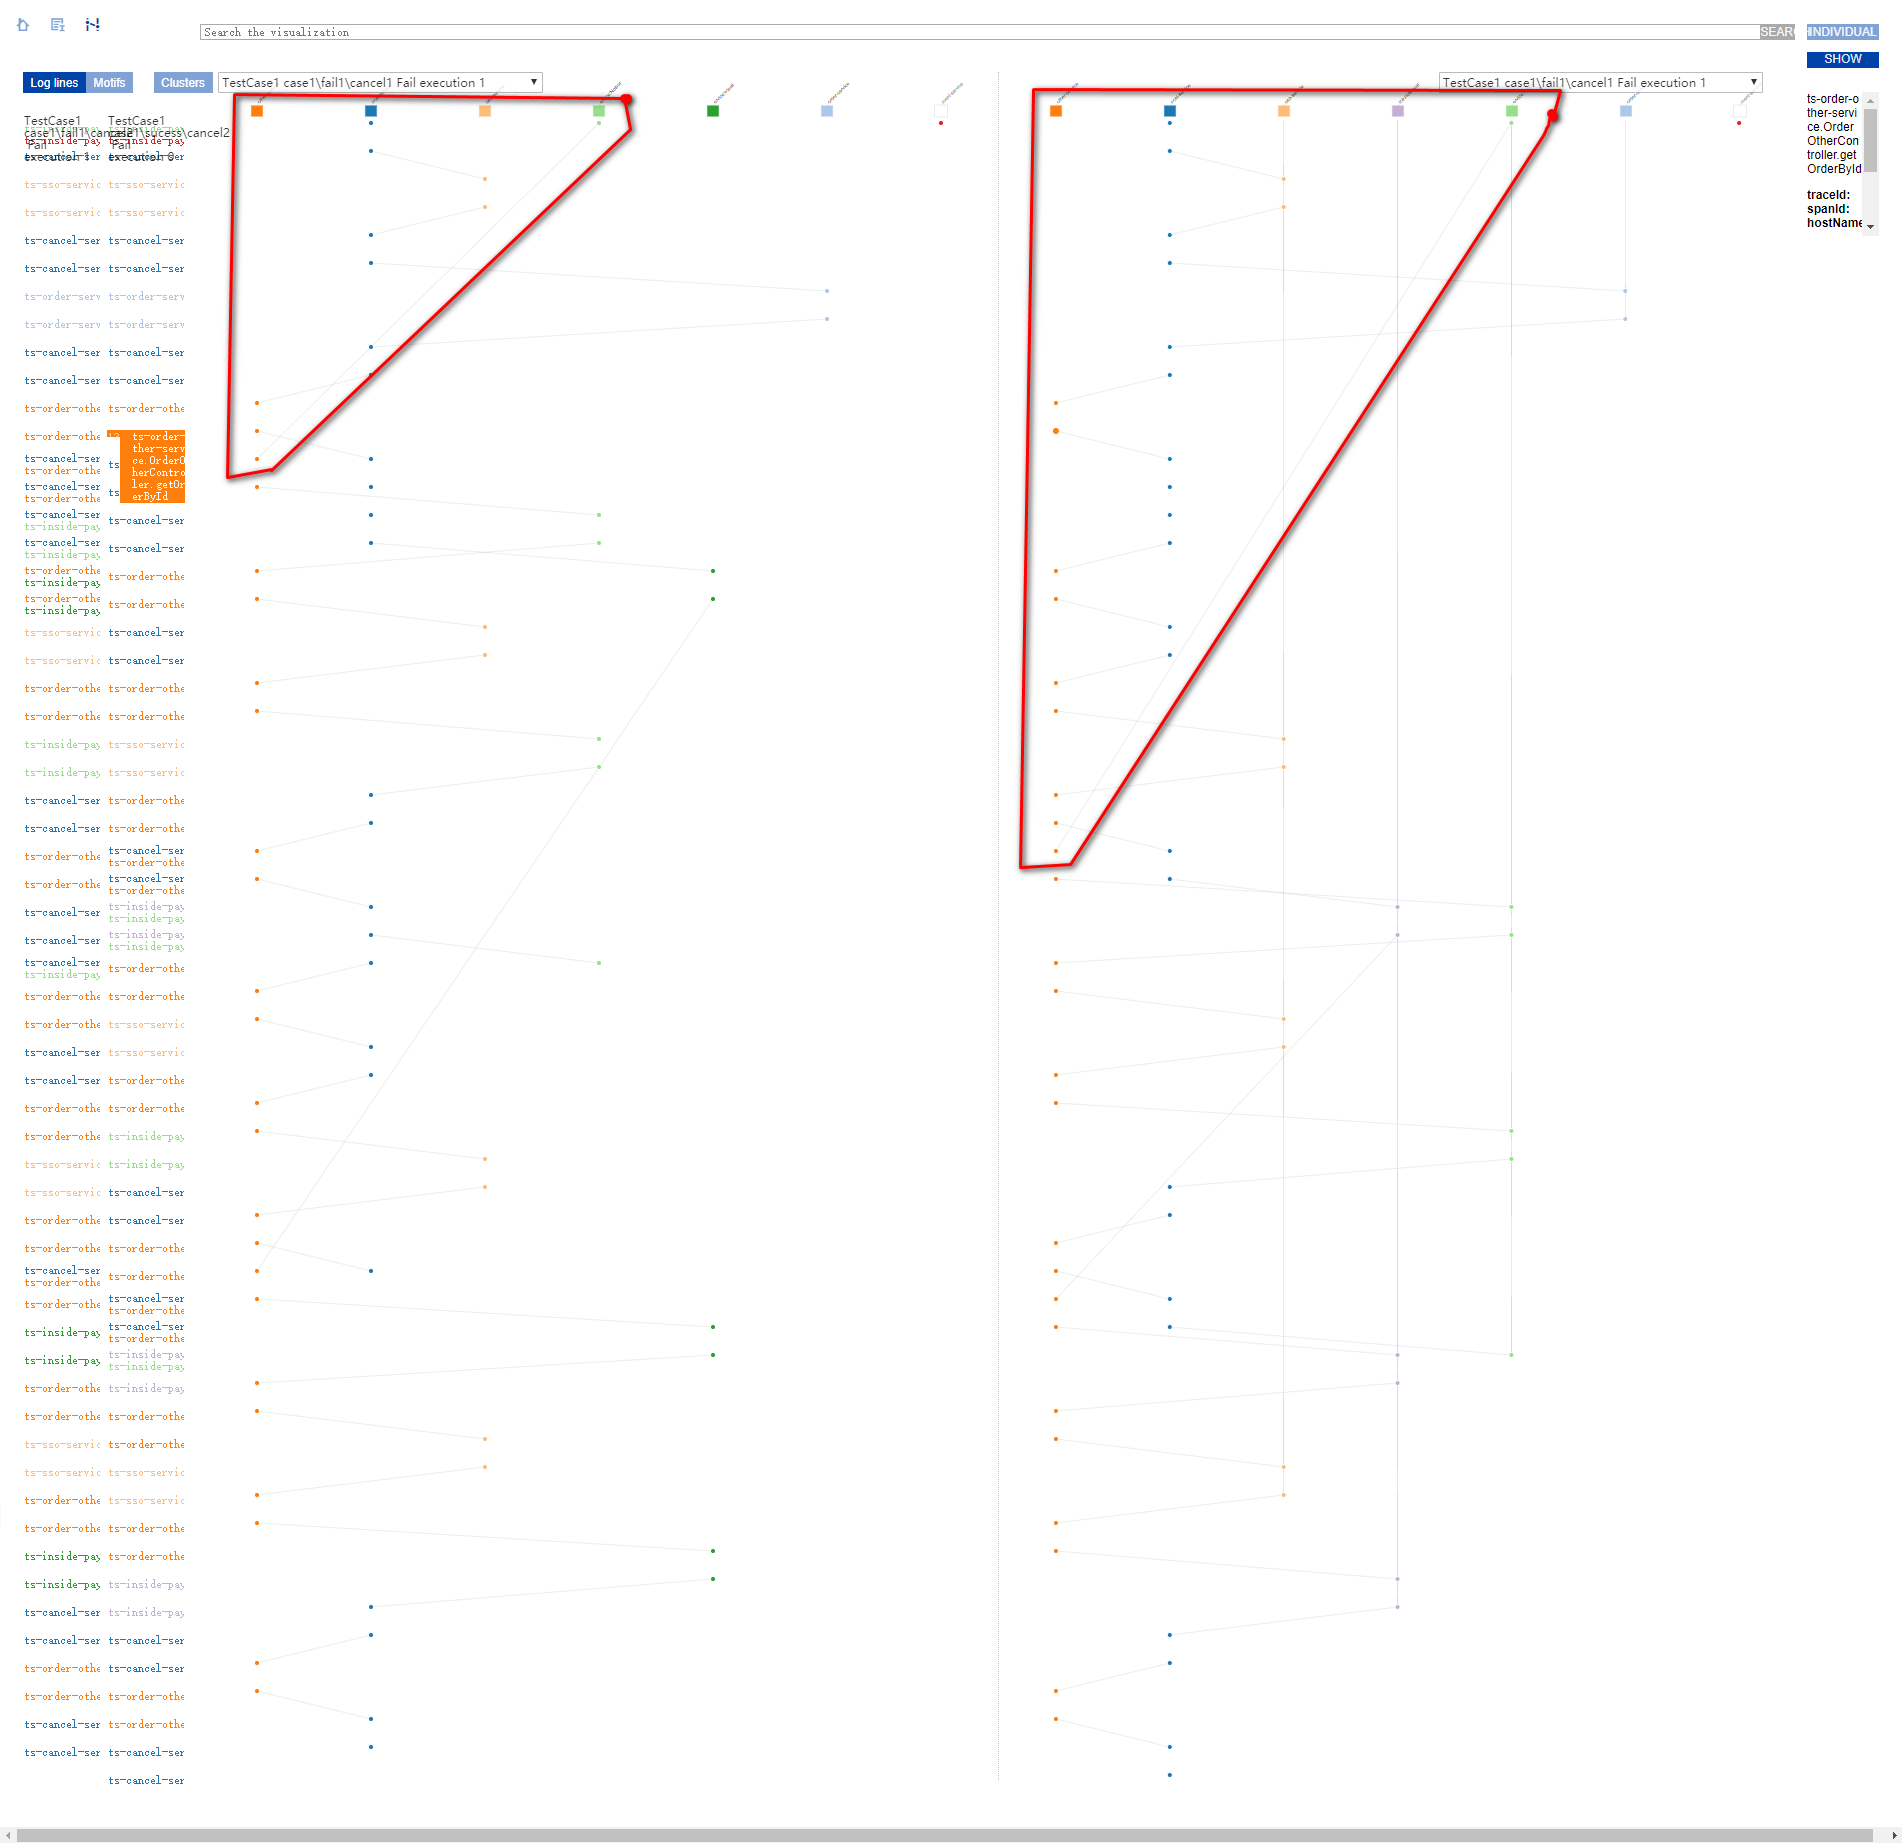 Search the visualization
SEAR
INDIVIDUAL
SHOW
Log lines
Motifs
Clusters
TestCase1 case1\fail1\cancel1 Fail execution 1
TestCase1 case1\fail1\cancel1 Fail execution 1
ts-order-o
ther-servi
ce.Order
OtherCon
troller.get
OrderById
traceId:
spanId:
hostName
TestCase1
TestCase1
ts-sso-servic ts-sso-servic
ts-sso-servic ts-sso-servic
ts-cancel-ser ts-cancel-ser
ts-cancel-ser ts-cancel-ser
ts-order-serv ts-order-serv
ts-order-serv ts-order-serv
ts-cancel-ser ts-cancel-ser
ts-cancel-ser ts-cancel-ser
ts-order-othe ts-order-othe
ts-order-othe
ts-order-
ther-serv
ce.OrderO
herContro
ler.getOr
erById
ts-cancel-ser
ts-order-othe
ts-cancel-ser
ts-order-othe
ts-cancel-ser
ts-inside-pay
ts-cancel-ser
ts-cancel-ser
ts-inside-pay
ts-cancel-ser
ts-order-othe
ts-inside-pay
ts-order-othe
ts-order-othe
ts-inside-pay
ts-order-othe
ts-sso-servic ts-cancel-ser
ts-sso-servic ts-cancel-ser
ts-order-othe ts-order-othe
ts-order-othe ts-order-othe
ts-inside-pay ts-sso-servic
ts-inside-pay ts-sso-servic
ts-cancel-ser ts-order-othe
ts-cancel-ser ts-order-othe
ts-order-othe
ts-cancel-ser
ts-order-othe
ts-order-othe
ts-cancel-ser
ts-order-othe
ts-cancel-ser
ts-inside-pay
ts-inside-pay
ts-cancel-ser
ts-inside-pay
ts-inside-pay
ts-cancel-ser
ts-inside-pay
ts-order-othe
ts-order-othe ts-order-othe
ts-order-othe ts-sso-servic
ts-cancel-ser ts-sso-servic
ts-cancel-ser ts-order-othe
ts-order-othe ts-order-othe
ts-order-othe ts-inside-pay
ts-sso-servic ts-inside-pay
ts-sso-servic ts-cancel-ser
ts-order-othe ts-cancel-ser
ts-order-othe ts-order-othe
ts-cancel-ser
ts-order-othe
ts-order-othe
ts-order-othe
ts-cancel-ser
ts-order-othe
ts-inside-pay
ts-cancel-ser
ts-order-othe
ts-inside-pay
ts-inside-pay
ts-inside-pay
ts-order-othe ts-inside-pay
ts-order-othe ts-order-othe
ts-sso-servic ts-order-othe
ts-sso-servic ts-sso-servic
ts-order-othe ts-sso-servic
ts-order-othe ts-order-othe
ts-inside-pay ts-order-othe
ts-inside-pay ts-inside-pay
ts-cancel-ser ts-inside-pay
ts-cancel-ser ts-cancel-ser
ts-order-othe ts-cancel-ser
ts-order-othe ts-order-othe
ts-cancel-ser ts-order-othe
ts-cancel-ser ts-cancel-ser
ts-cancel-ser